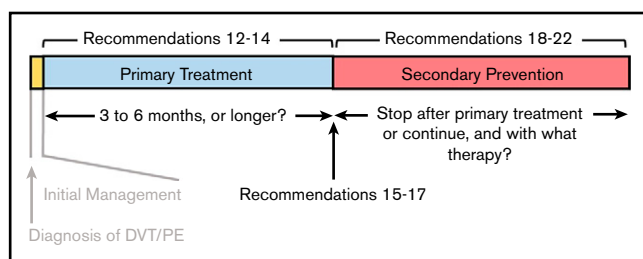 Recommendations 12-14
Recommendations 18-22
Primary Treatment
Secondary Prevention
3 to 6 months, or longer?
Stop after primary treatment
or continue, and with what
therapy?
Initial Management
Recommendations 15-17
Diagnosis of DVT/PE